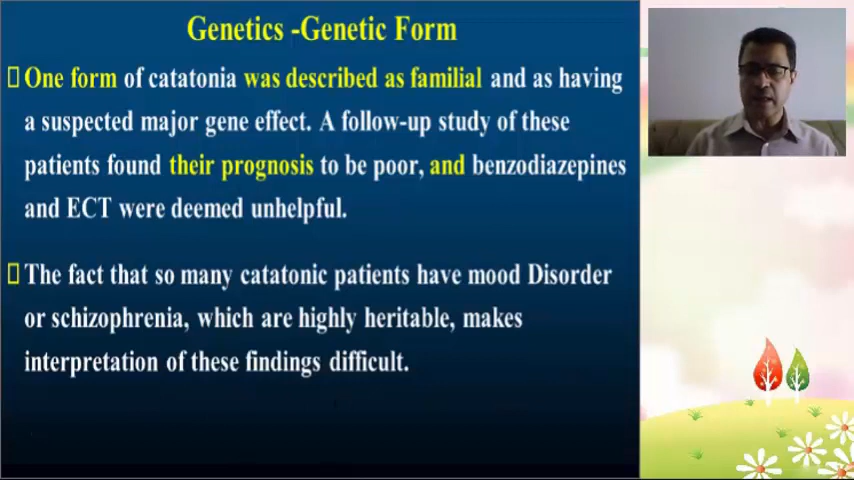 Genetics -Genetic Form
One form of catatonia was described as familial and as having
a suspected major gene effect. A follow-up study of these
patients found their prognosis to be poor, and benzodiazepines
and ECT were deemed unhelpful.
The fact that so many catatonic patients have mood Disorder
or schizophrenia, which are highly heritable, makes
interpretation of these findings difficult.